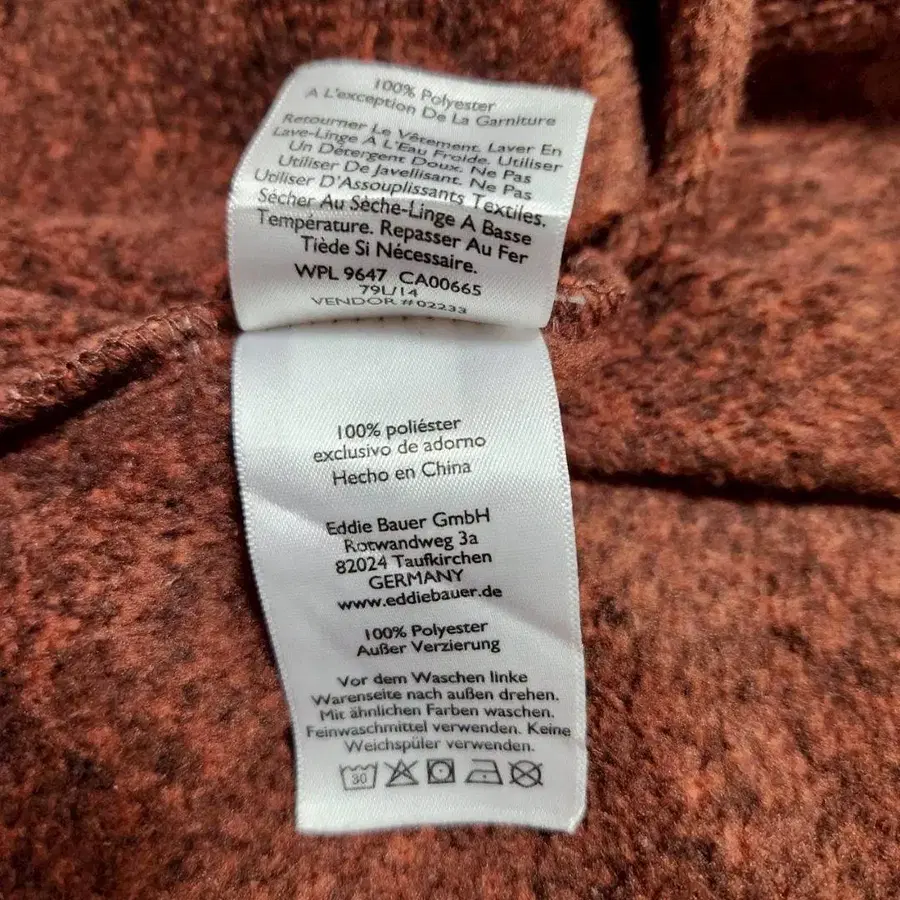 100% Polyester
A L'exception De La Garniture
Retourner Le Vêtement. Laver En
Lave-Linge A L'Eau Froide. Utiliser
Un Détergent Doux. Ne Pas
Utiliser De Javellisant. Ne Pas
Utiliser D'Assouplissants Textiles.
Sécher Au Sèche-Linge A Basse
Température. Repasser Au Fer
Tiède Si Nécessaire.
WPL 9647 CA00665
79L/14
VENDOR #02233
100% poliéster
exclusivo de adorno
Hecho en China
Eddie Bauer GmbH
Rotwandweg 3a
82024 Taufkirchen
GERMANY
www.eddiebauer.de
100% Polyester
Außer Verzierung
Vor dem Waschen linke
Warenseite nach außen drehen.
Mit ähnlichen Farben waschen.
Feinwaschmittel verwenden. Keine
Weichspüler verwenden.
30